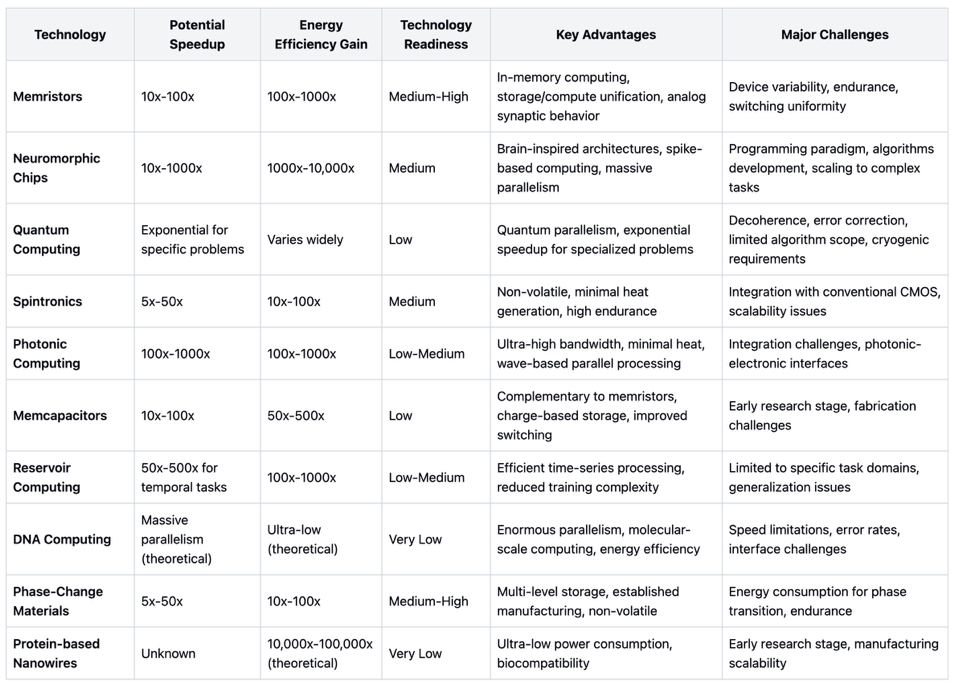 Technology
Potential
Speedup
Energy
Efficiency Gain
Technology
Readiness
Key Advantages
Major Challenges
Memristors
10x-100x
100x-1000x
Medium-High
In-memory computing,
storage/compute unification, analog
synaptic behavior
Device variability, endurance,
switching uniformity
Neuromorphic
Chips
10x-1000x
1000x-10,000x
Medium
Brain-inspired architectures, spike-
based computing, massive
parallelism
Programming paradigm, algorithms
development, scaling to complex
tasks
Quantum
Computing
Exponential for
specific problems
Varies widely
Low
Quantum parallelism, exponential
speedup for specialized problems
Decoherence, error correction,
limited algorithm scope, cryogenic
requirements
Spintronics
5x-50x
10x-100x
Medium
Non-volatile, minimal heat
generation, high endurance
Integration with conventional CMOS,
scalability issues
Photonic
Computing
100x-1000x
100x-1000x
Low-Medium
Ultra-high bandwidth, minimal heat,
wave-based parallel processing
Integration challenges, photonic-
electronic interfaces
Memcapacitors
10x-100x
50x-500x
Low
Complementary to memristors,
charge-based storage, improved
switching
Early research stage, fabrication
challenges
Reservoir
Computing
50x-500x for
temporal tasks
100x-1000x
Low-Medium
Efficient time-series processing,
reduced training complexity
Limited to specific task domains,
generalization issues
DNA Computing
Massive
parallelism
(theoretical)
Ultra-low
(theoretical)
Very Low
Enormous parallelism, molecular-
scale computing, energy efficiency
Speed limitations, error rates,
interface challenges
Phase-Change
Materials
5x-50x
10x-100x
Medium-High
Multi-level storage, established
manufacturing, non-volatile
Energy consumption for phase
transition, endurance
Protein-based
Nanowires
Unknown
10,000x-100,000x
(theoretical)
Very Low
Ultra-low power consumption,
biocompatibility
Early research stage, manufacturing
scalability